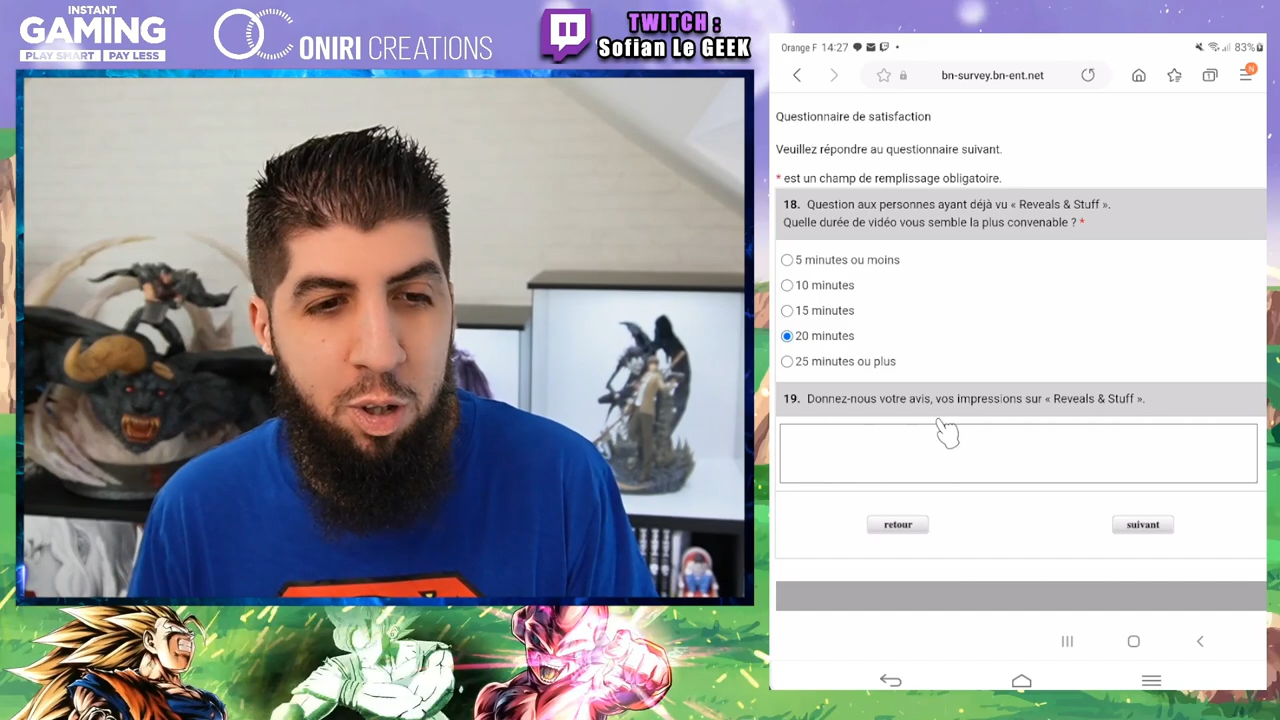 INSTANT
GAMING
PLAY SMART PAY LESS
ONIRI CREATIONS
TWITCH :
Sofian Le GEEK
Orange F 14:27
83%
bn-survey.bn-ent.net
1
N
Questionnaire de satisfaction
Veuillez répondre au questionnaire suivant.
* est un champ de remplissage obligatoire.
18. Question aux personnes ayant déjà vu « Reveals & Stuff ».
Quelle durée de vidéo vous semble la plus convenable ? *
5 minutes ou moins
10 minutes
15 minutes
20 minutes
25 minutes ou plus
19. Donnez-nous votre avis, vos impressions sur « Reveals & Stuff ».
retour
suivant